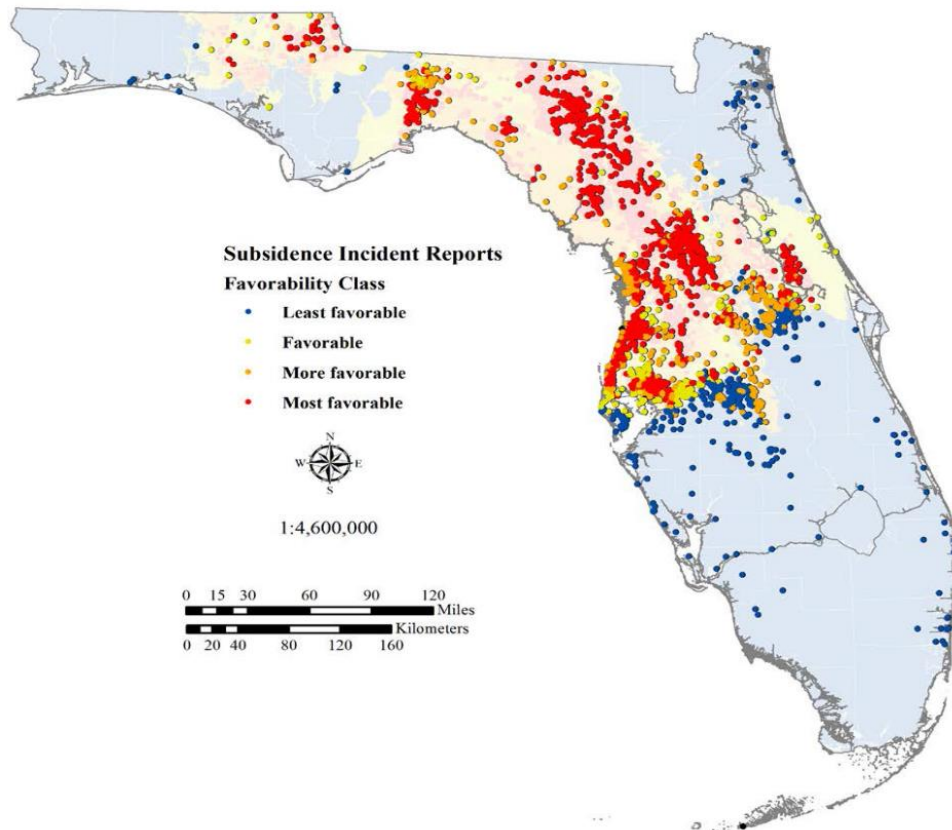 Subsidence Incident Reports
Favorability Class
Least favorable
Favorable
More favorable
Most favorable
N
W E
S
1:4,600,000
0 15 30 60 90 120
Miles
Kilometers
0 20 40 80 120 160